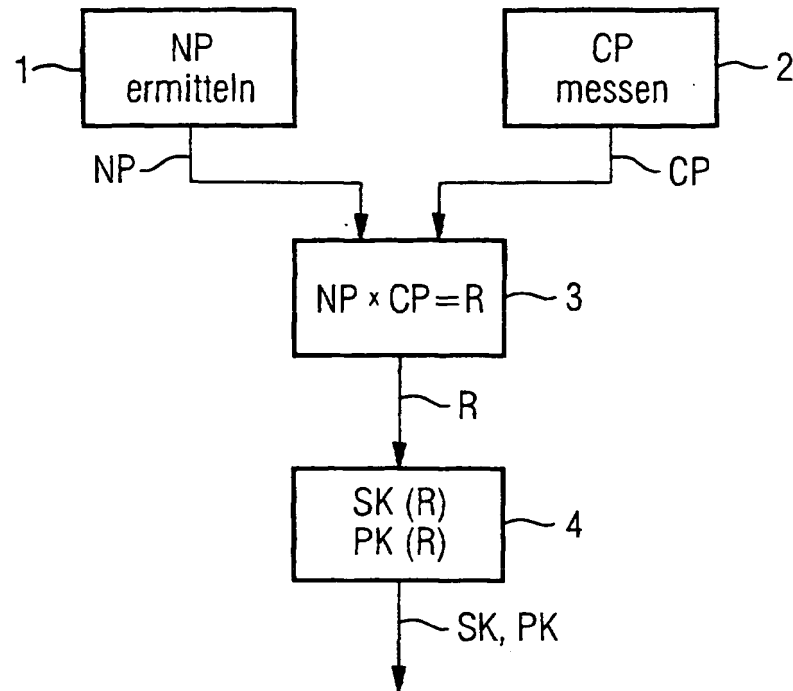 1
NP
ermitteln
CP
messen
2
NP
CP
NP x CP=R
3
R
SK (R)
PK (R)
4
SK, PK